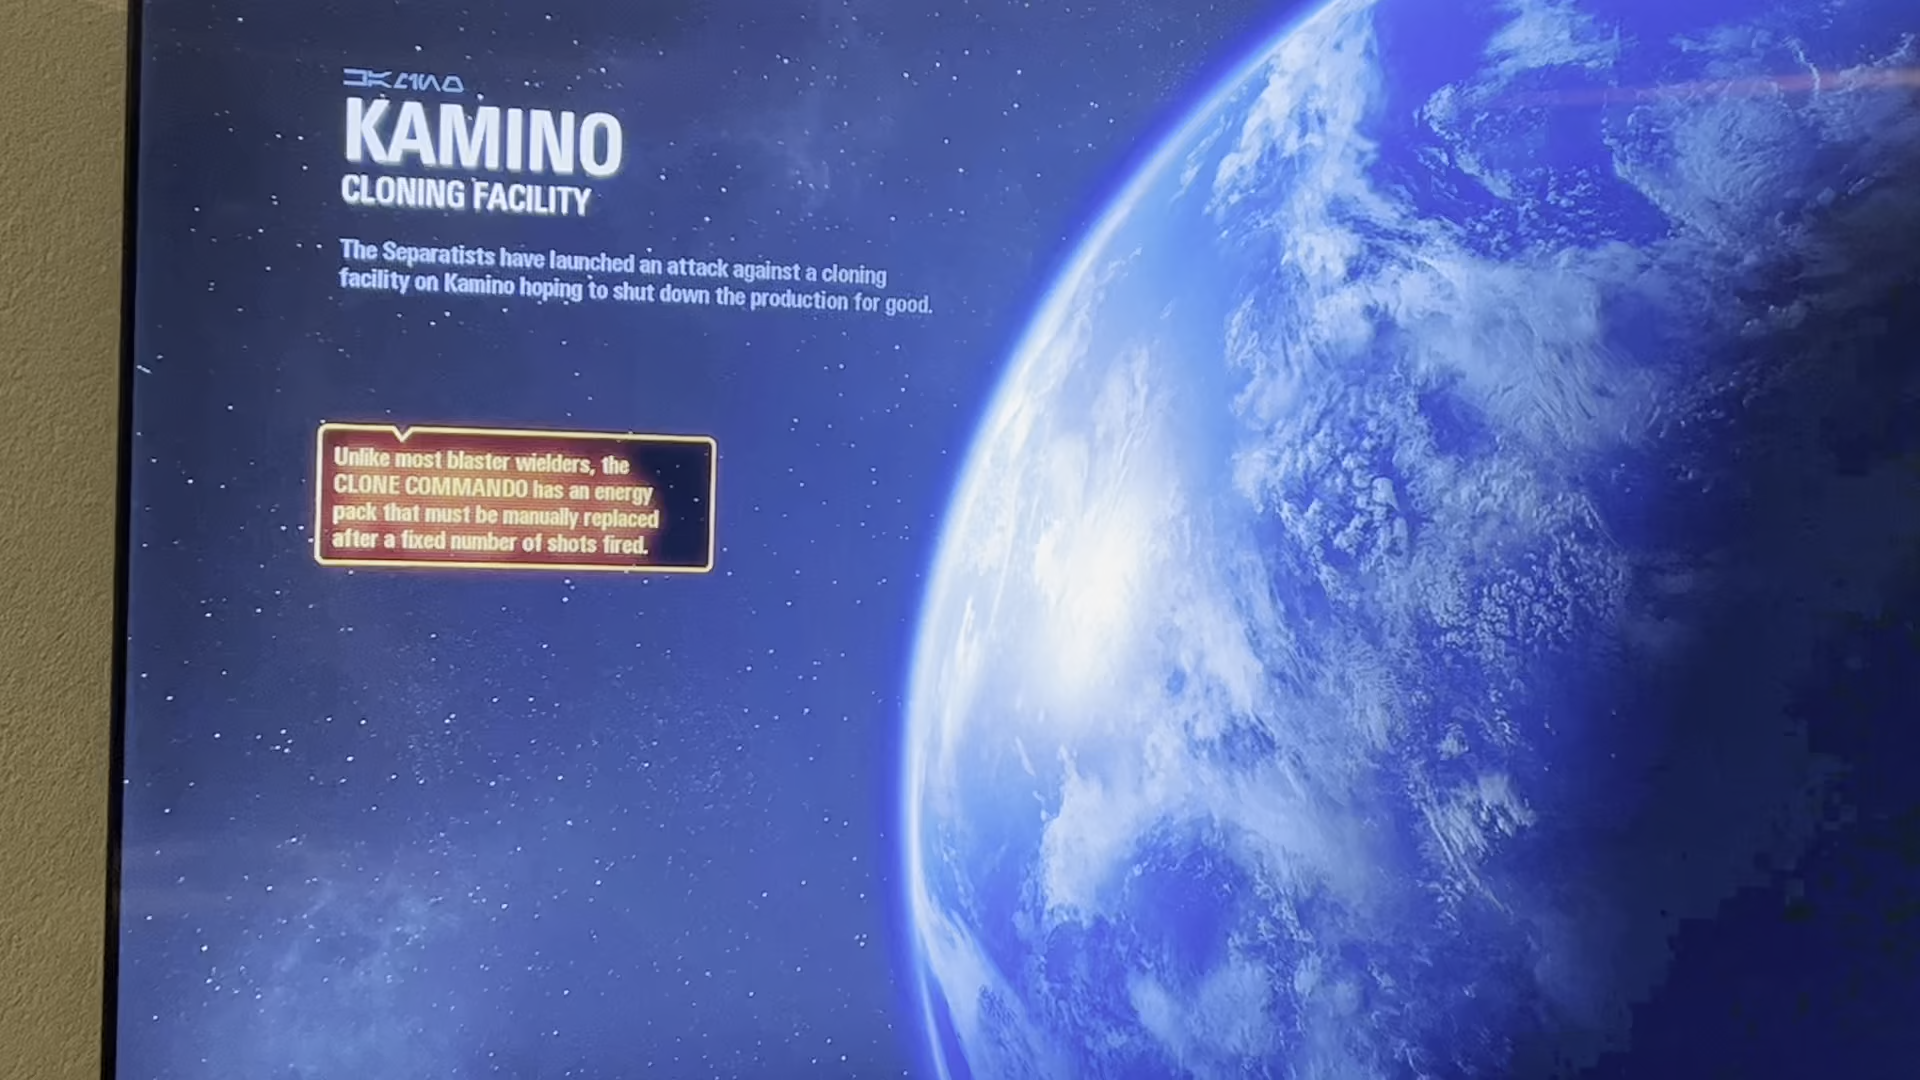 KAMINO
CLONING FACILITY
The Separatists have launched an attack against a cloning
facility on Kamino hoping to shut down the production for good.
Unlike most blaster wielders, the
CLONE COMMANDO has an energy
pack that must be manually replaced
after a fixed number of shots fired.